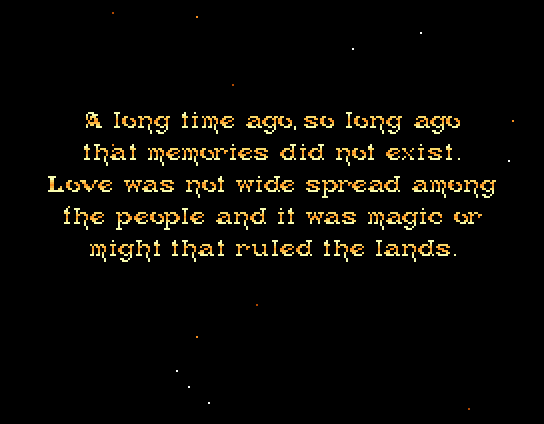 A long time ago, so long ago
that memories did not exist.
Love was not wide spread among
the people and it was magic or
might that ruled the lands.